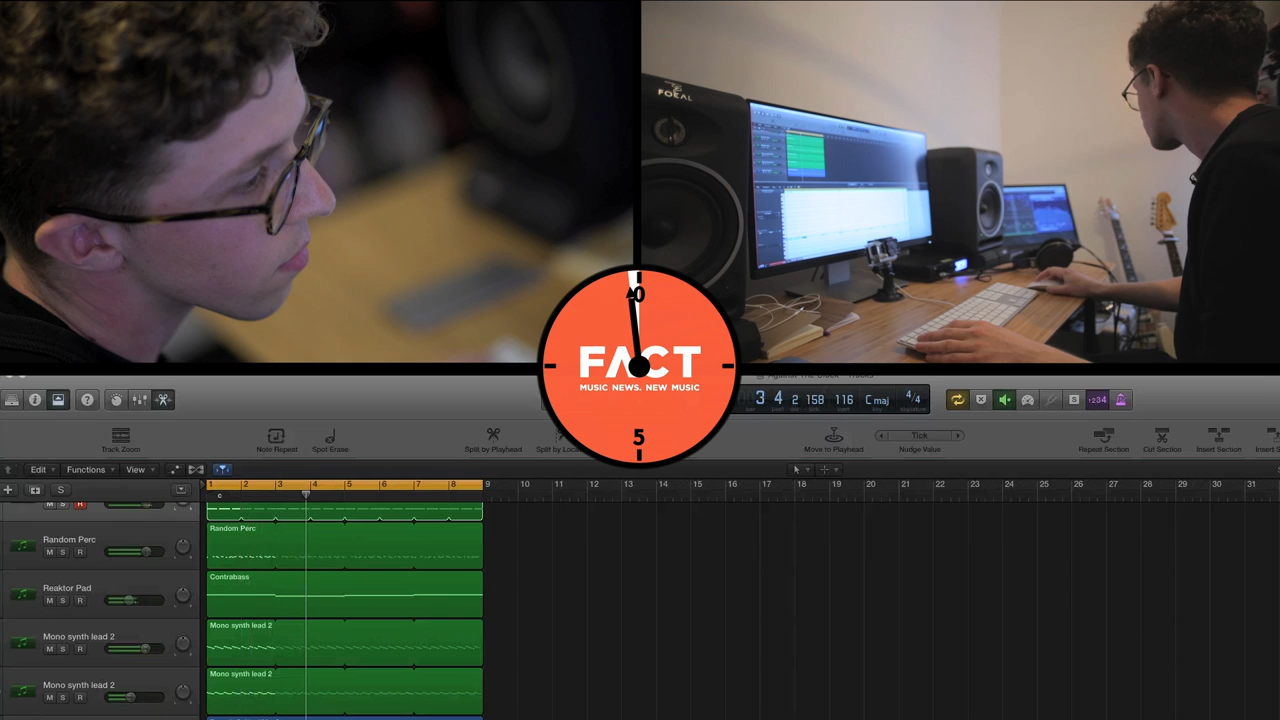 FOCAL
0
FACT
MUSIC NEWS. NEW MUSIC
5
3 4 2 158 116 C maj 4/4
S 1234
Track Zoom
Note Repeat
Spot Erase
Split by Playhead
Move to Playhead
Tick
Nudge Value
Repeat Section
Cut Section
Insert Section
Edit Functions View
S
1 2 3 4 5 6 7 8 9 10 11 12 13 14 15 16 17 18 19 20 21 22 23 24 25 26 27 28 29 30 31
C
M S R
Random Perc
M S R
Random Perc
Reaktor Pad
M S R
Contrabass
Mono synth lead 2
M S R
Mono synth lead 2
Mono synth lead 2
M S R
Mono synth lead 2